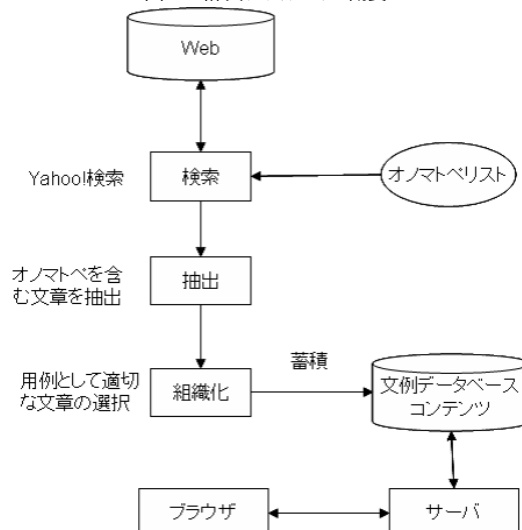 Web
Yahoo!検索
検索
オノマトペリスト
オノマトペを含
む文章を抽出
抽出
用例として適切
な文章の選択
組織化
蓄積
文例データベース
コンテンツ
ブラウザ
サーバ